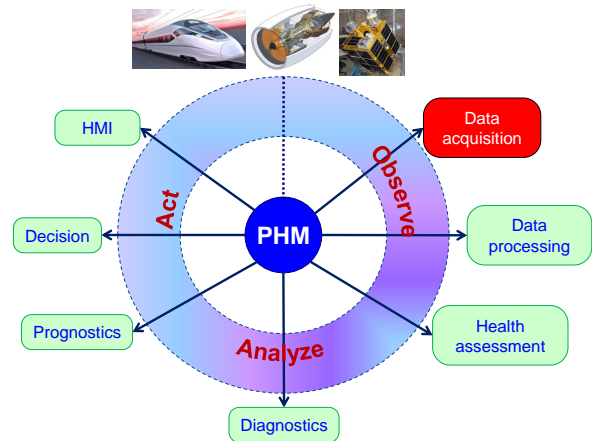 HMI
Data
acquisition
Observe
Act
Decision
PHM
Data
processing
Prognostics
Health
assessment
Analyze
Diagnostics